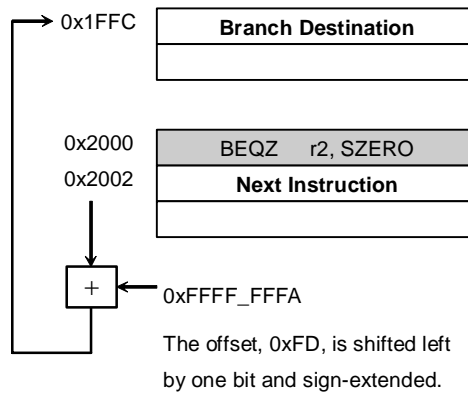 0x1FFC Branch Destination
0x2000 BEQZ r2, SZERO
0x2002 Next Instruction
+
0xFFFF_FFFA
The offset, 0xFD, is shifted left
by one bit and sign-extended.